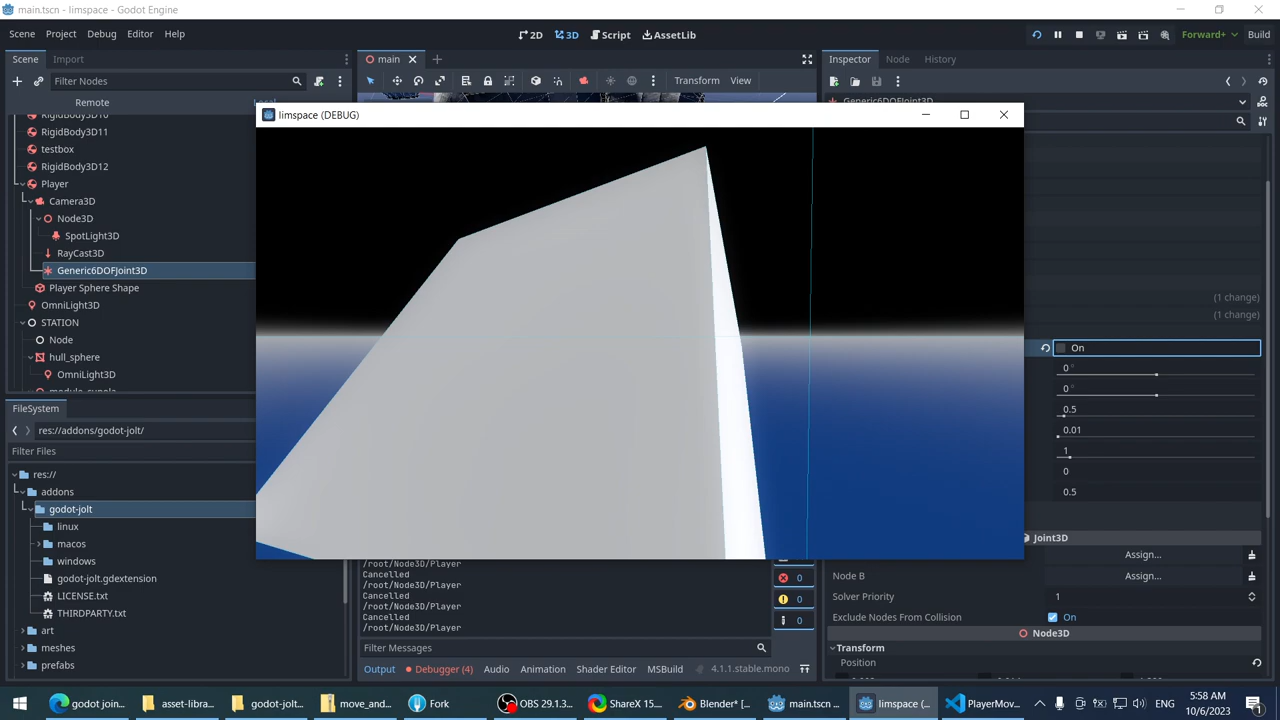 main.tscn - limspace - Godot Engine
Scene Project Debug Editor Help
2D 3D Script AssetLib
Forward+ Build
Scene Import
main
Inspector Node History
Filter Nodes
Transform View
Remote
Generic6DOFJoint3D
limspace (DEBUG)
RigidBody3D11
testbox
RigidBody3D12
Player
Camera3D
Node3D
SpotLight3D
RayCast3D
Generic6DOFJoint3D
Player Sphere Shape
OmniLight3D
STATION
Node
hull_sphere
OmniLight3D
(1 change)
(1 change)
On
0 °
0 °
0.5
0.01
1
0
0.5
FileSystem
res://addons/godot-jolt/
Filter Files
res://
addons
godot-jolt
linux
macos
windows
godot-jolt.gdextension
LICENSE.txt
THIRDPARTY.txt
art
meshes
prefabs
/root/Node3D/Player
Cancelled
/root/Node3D/Player
Cancelled
/root/Node3D/Player
Cancelled
/root/Node3D/Player
0
0
0
Filter Messages
Output Debugger (4) Audio Animation Shader Editor MSBuild 4.1.1.stable.mono
Joint3D
Assign...
Node B Assign...
Solver Priority 1
Exclude Nodes From Collision On
Node3D
Transform
Position
godot join... asset-libra... godot-jolt... move_and... Fork OBS 29.1.3... ShareX 15.... Blender* [... main.tscn ... limspace (... PlayerMov...
ENG
5:58 AM
10/6/2023